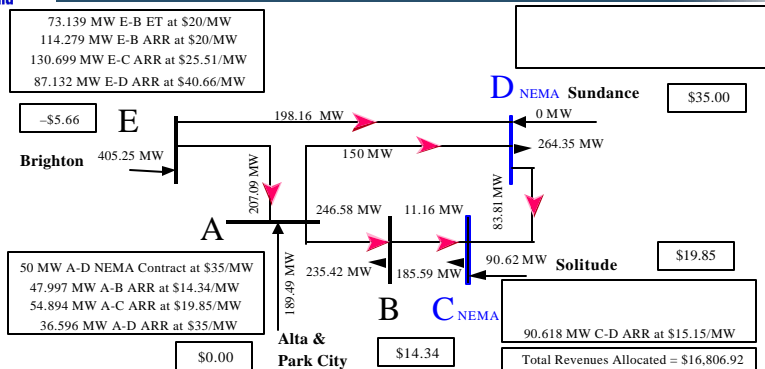 73.139 MW E-B ET at $20/MW
114.279 MW E-B ARR at $20/MW
130.699 MW E-C ARR at $25.51/MW
87.132 MW E-D ARR at $40.66/MW
D NEMA Sundance
$35.00
–$5.66
E
198.16 MW
0 MW
Brighton
405.25 MW
150 MW
264.35 MW
207.09 MW
83.81 MW
A
246.58 MW
11.16 MW
235.42 MW
185.59 MW
90.62 MW
Solitude
$19.85
189.49 MW
B
C NEMA
50 MW A-D NEMA Contract at $35/MW
47.997 MW A-B ARR at $14.34/MW
54.894 MW A-C ARR at $19.85/MW
36.596 MW A-D ARR at $35/MW
90.618 MW C-D ARR at $15.15/MW
$0.00
Alta &
Park City
$14.34
Total Revenues Allocated = $16,806.92